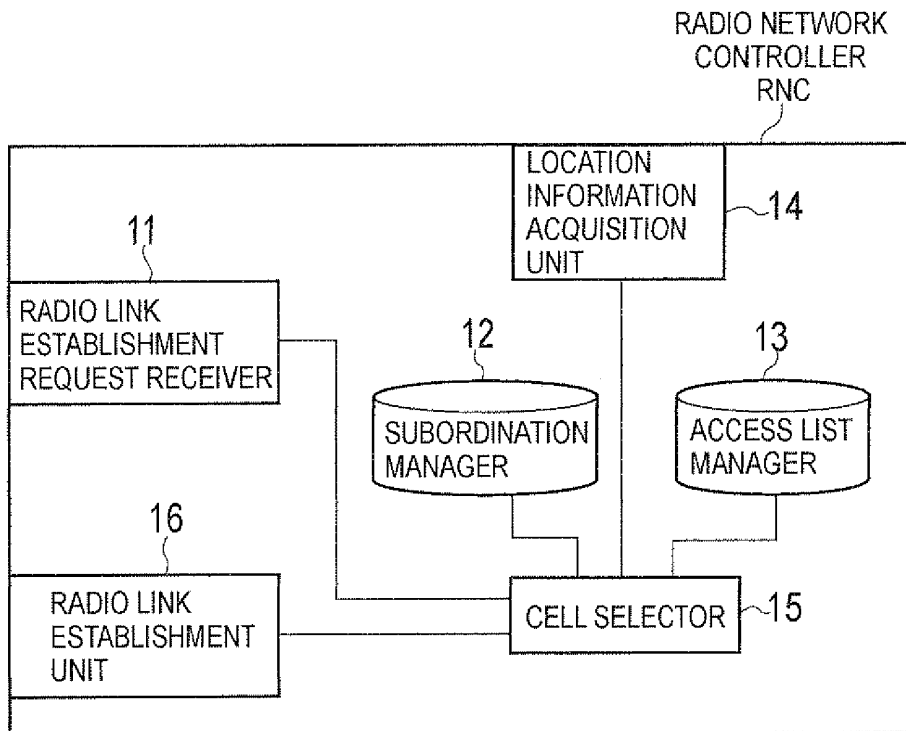 RADIO NETWORK
CONTROLLER
RNC
LOCATION
INFORMATION
ACQUISITION
UNIT
14
11
RADIO LINK
ESTABLISHMENT
REQUEST RECEIVER
12
SUBORDINATION
MANAGER
13
ACCESS LIST
MANAGER
16
RADIO LINK
ESTABLISHMENT
UNIT
CELL SELECTOR
15